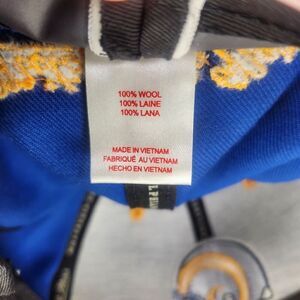 100% WOOL
100% LAINE
100% LANA
MADE IN VIETNAM
FABRIQUÉ AU VIETNAM
HECHO EN VIETNAM